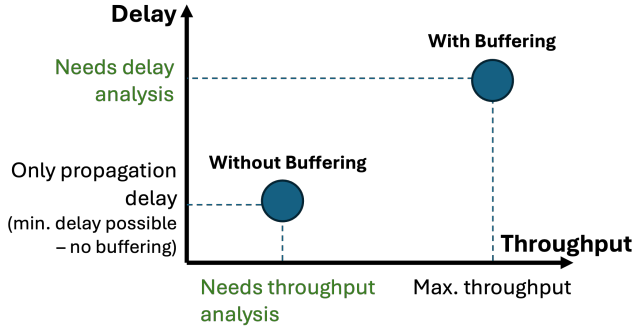 Delay
With Buffering
Needs delay
analysis
Without Buffering
Only propagation
delay
(min. delay possible
– no buffering)
Throughput
Needs throughput
analysis
Max. throughput